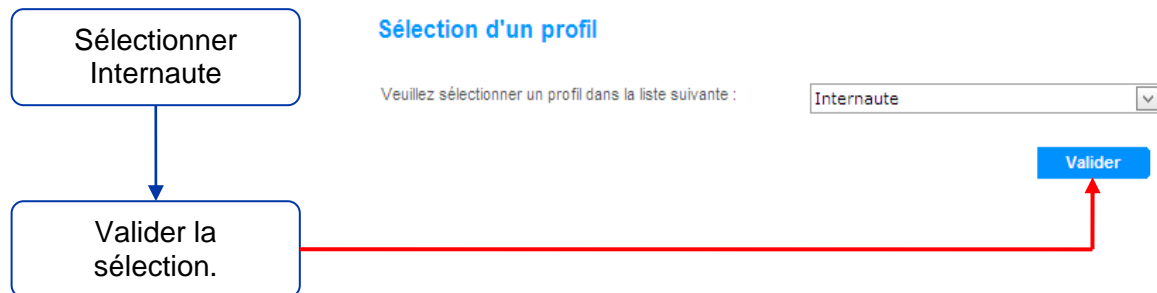 Sélectionner
Internaute
Sélection d'un profil
Veuillez sélectionner un profil dans la liste suivante :
Internaute
Valider
Valider la
sélection.